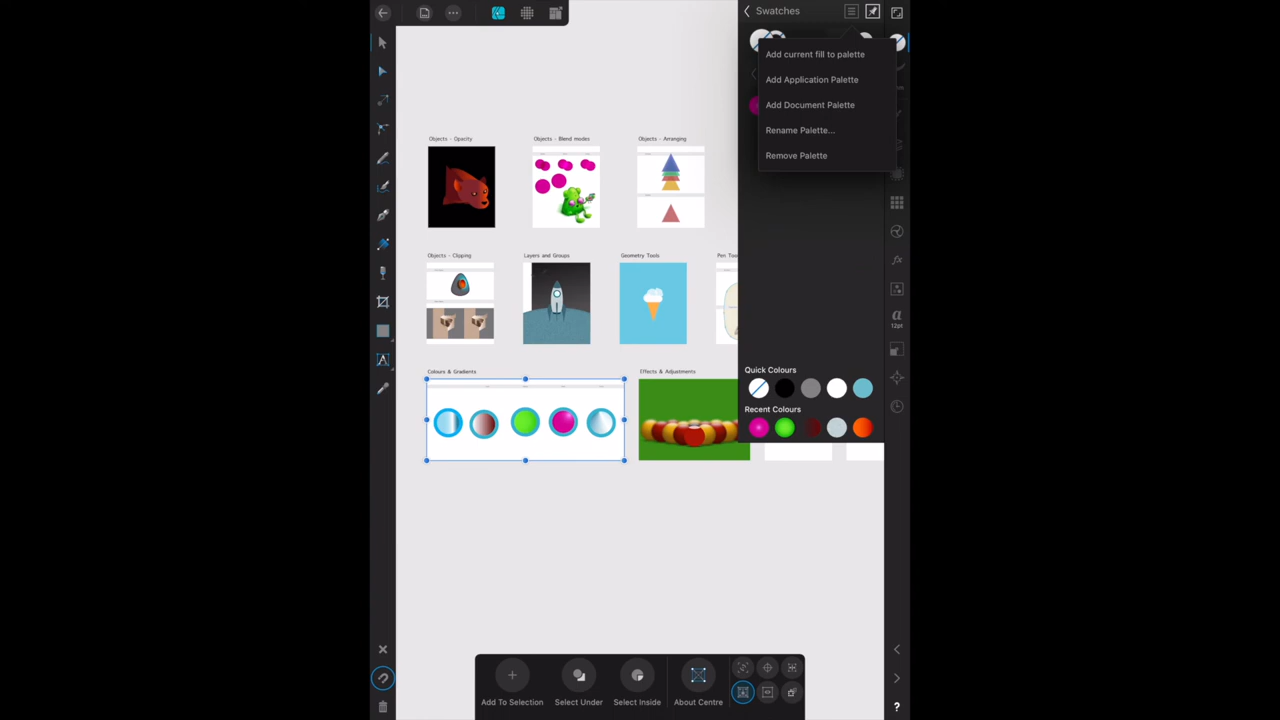 Swatches
Add current fill to palette
Add Application Palette
Add Document Palette
Rename Palette...
Remove Palette
Objects - Opacity
Objects - Blend modes
Objects - Arranging
Objects - Clipping
Layers and Groups
Geometry Tools
Colours & Gradients
Effects & Adjustments
Quick Colours
Recent Colours
a
12pt
fx
A
Add To Selection
Select Under
Select Inside
About Centre
?